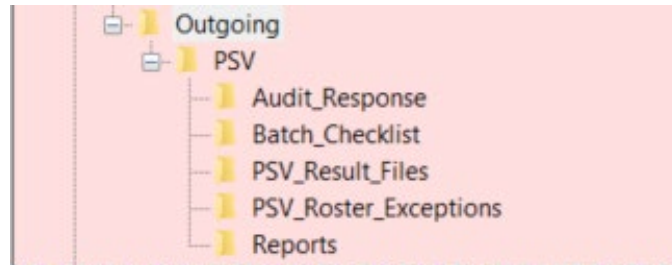 Outgoing
PSV
Audit_Response
Batch_Checklist
PSV_Result_Files
PSV_Roster_Exceptions
Reports